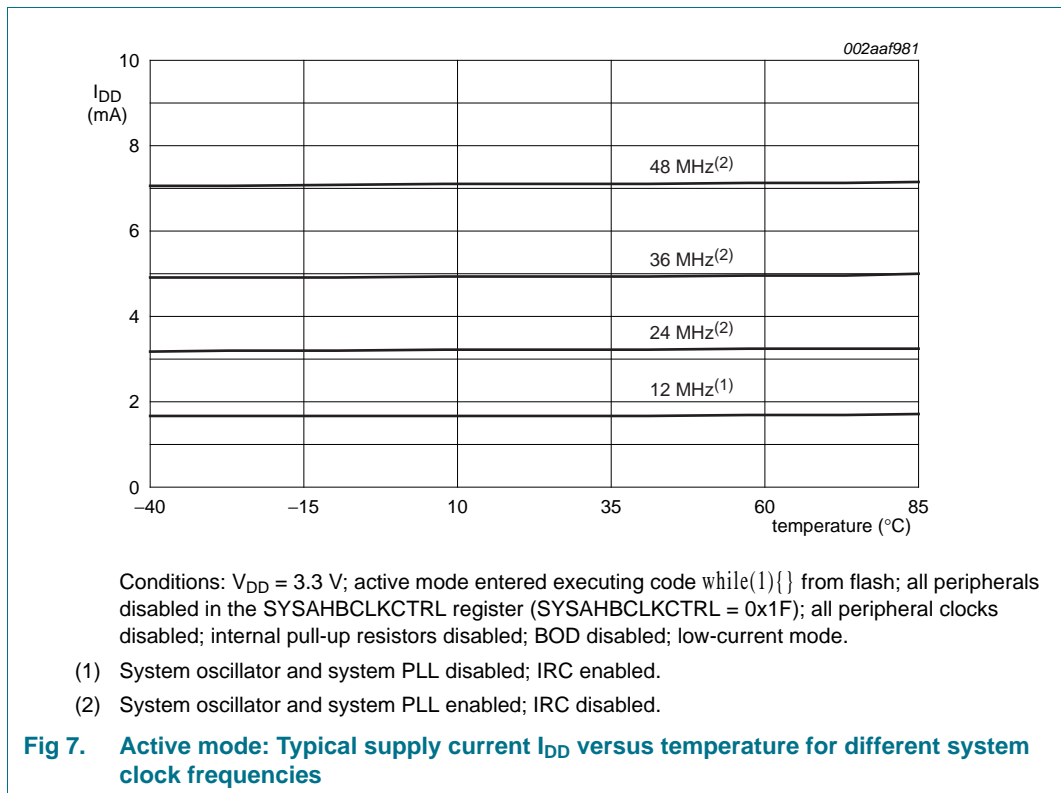 002aaf981
10
I_DD
(mA)
8
6
4
2
0
48 MHz(2)
36 MHz(2)
24 MHz(2)
12 MHz(1)
−40
−15
10
35
60
85
temperature (°C)
Conditions: V_DD = 3.3 V; active mode entered executing code while(1){} from flash; all peripherals
disabled in the SYSAHBCLKCTRL register (SYSAHBCLKCTRL = 0x1F); all peripheral clocks
disabled; internal pull-up resistors disabled; BOD disabled; low-current mode.
(1) System oscillator and system PLL disabled; IRC enabled.
(2) System oscillator and system PLL enabled; IRC disabled.
Fig 7. Active mode: Typical supply current I_DD versus temperature for different system
clock frequencies